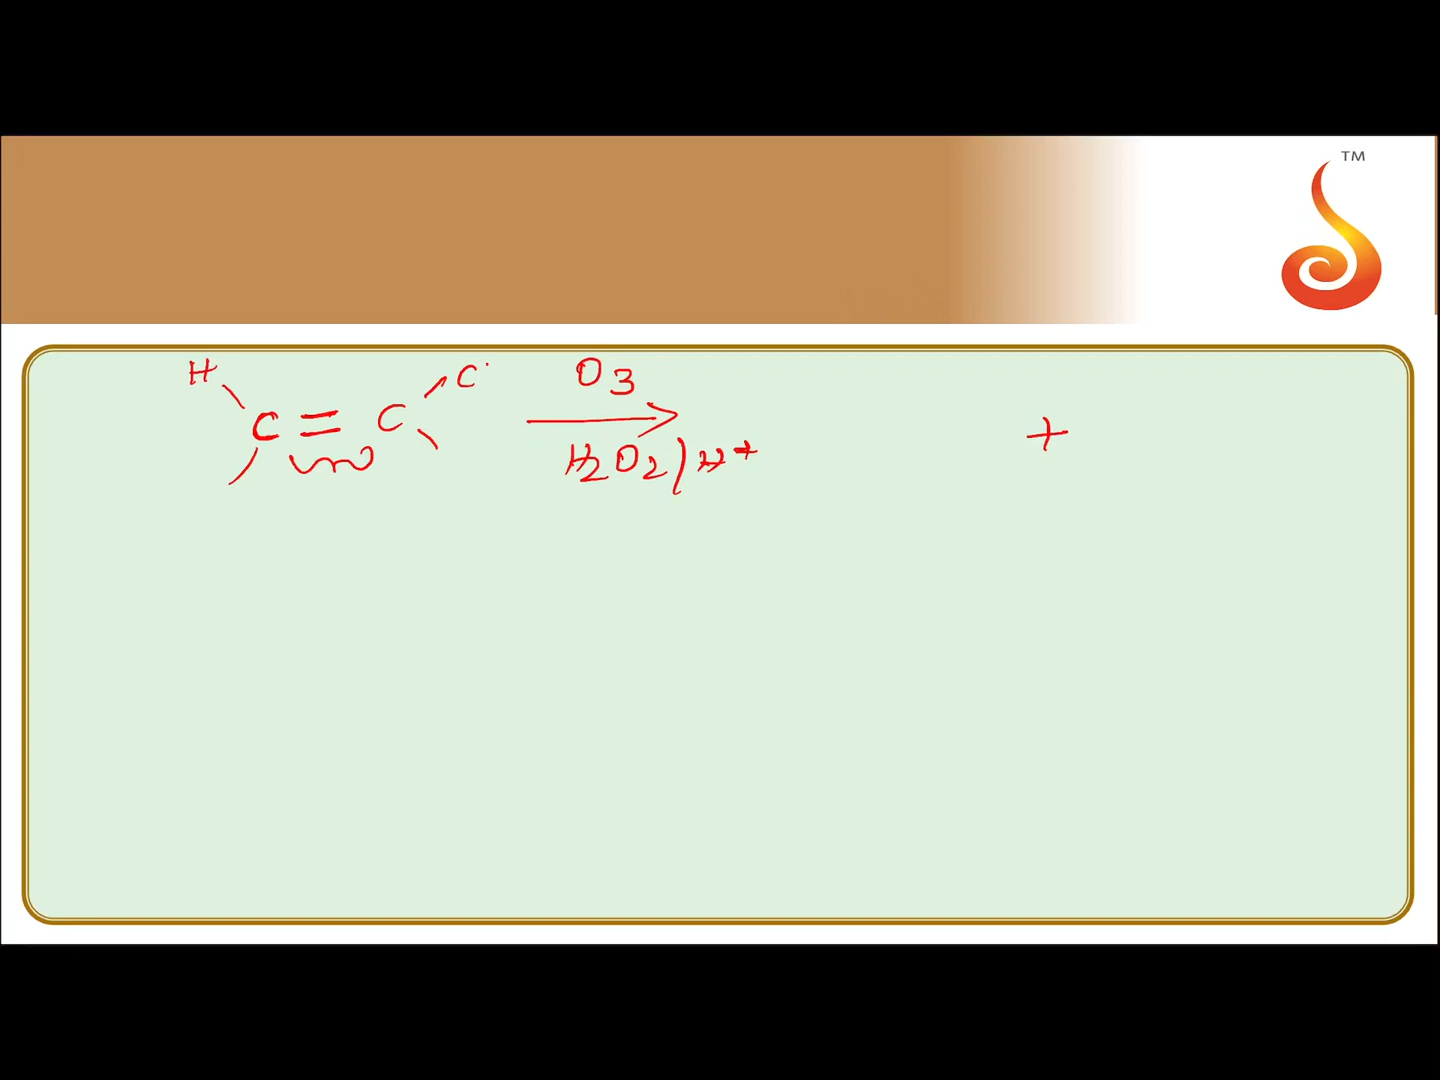 TM
H C = C C O3 H2O2/H+ +